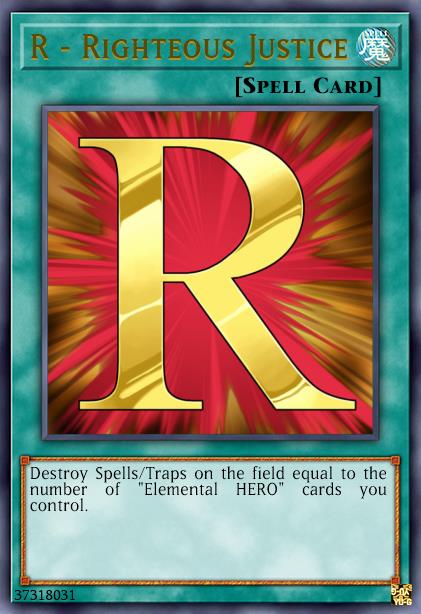 R - Righteous Justice
SPELL
魔
[Spell Card]
R
Destroy Spells/Traps on the field equal to the
number of "Elemental HERO" cards you
control.
37318031